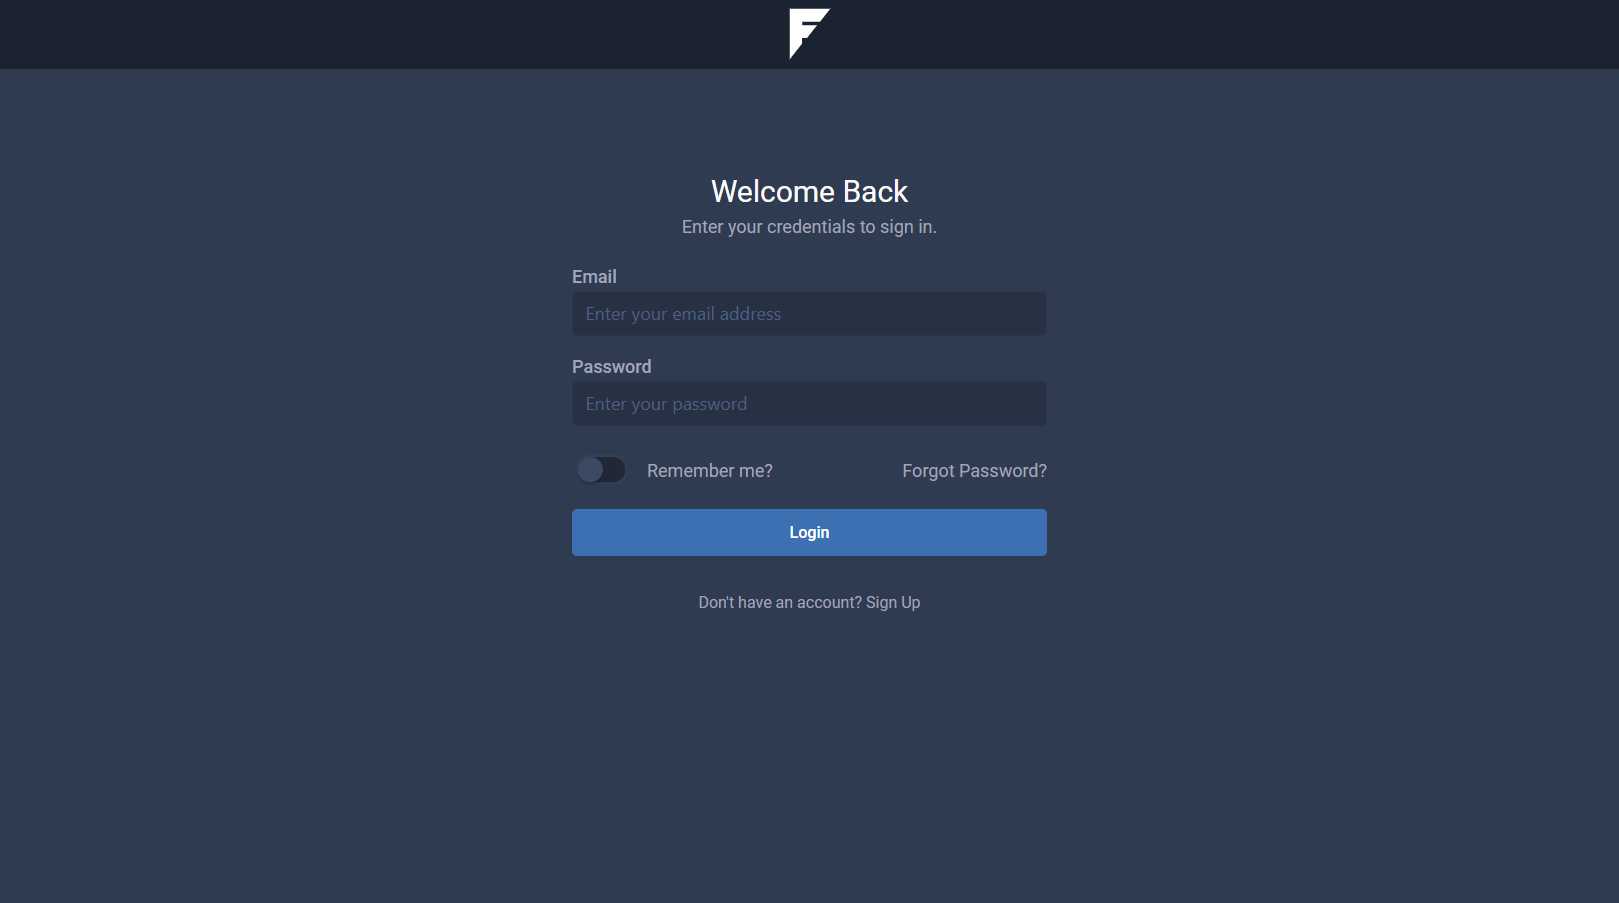 F
Welcome Back
Enter your credentials to sign in.
Email
Enter your email address
Password
Enter your password
Remember me? Forgot Password?
Login
Don't have an account? Sign Up